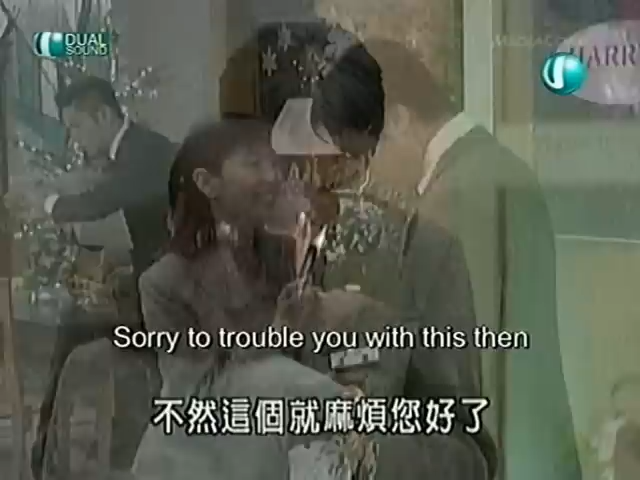 DUAL
SOUND
HARR
Sorry to trouble you with this then
不然這個就麻煩您好了